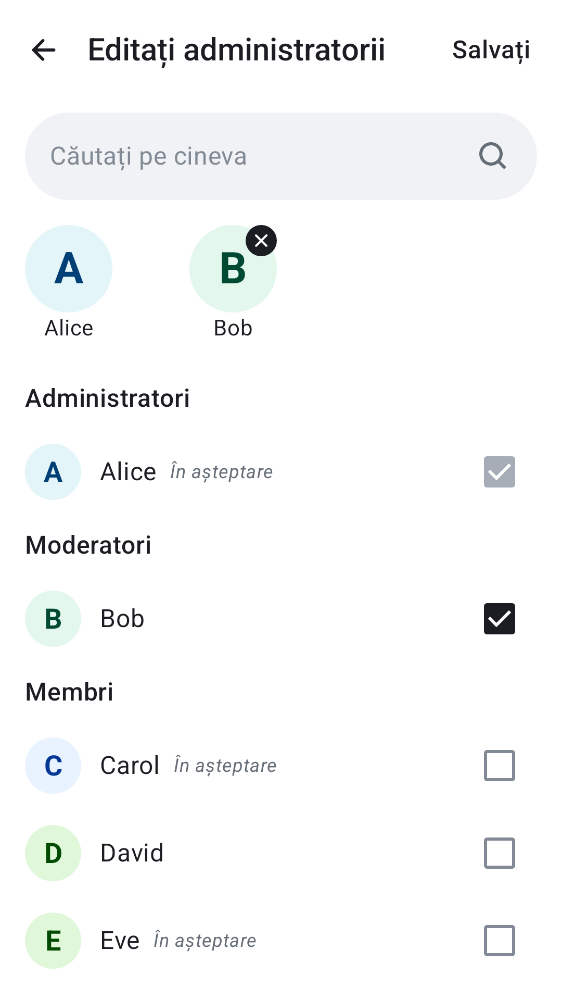 Editați administratorii
Salvați
Căutați pe cineva
A
B
Alice
Bob
Administratori
A Alice În așteptare
Moderatori
B Bob
Membri
C Carol În așteptare
D David
E Eve În așteptare